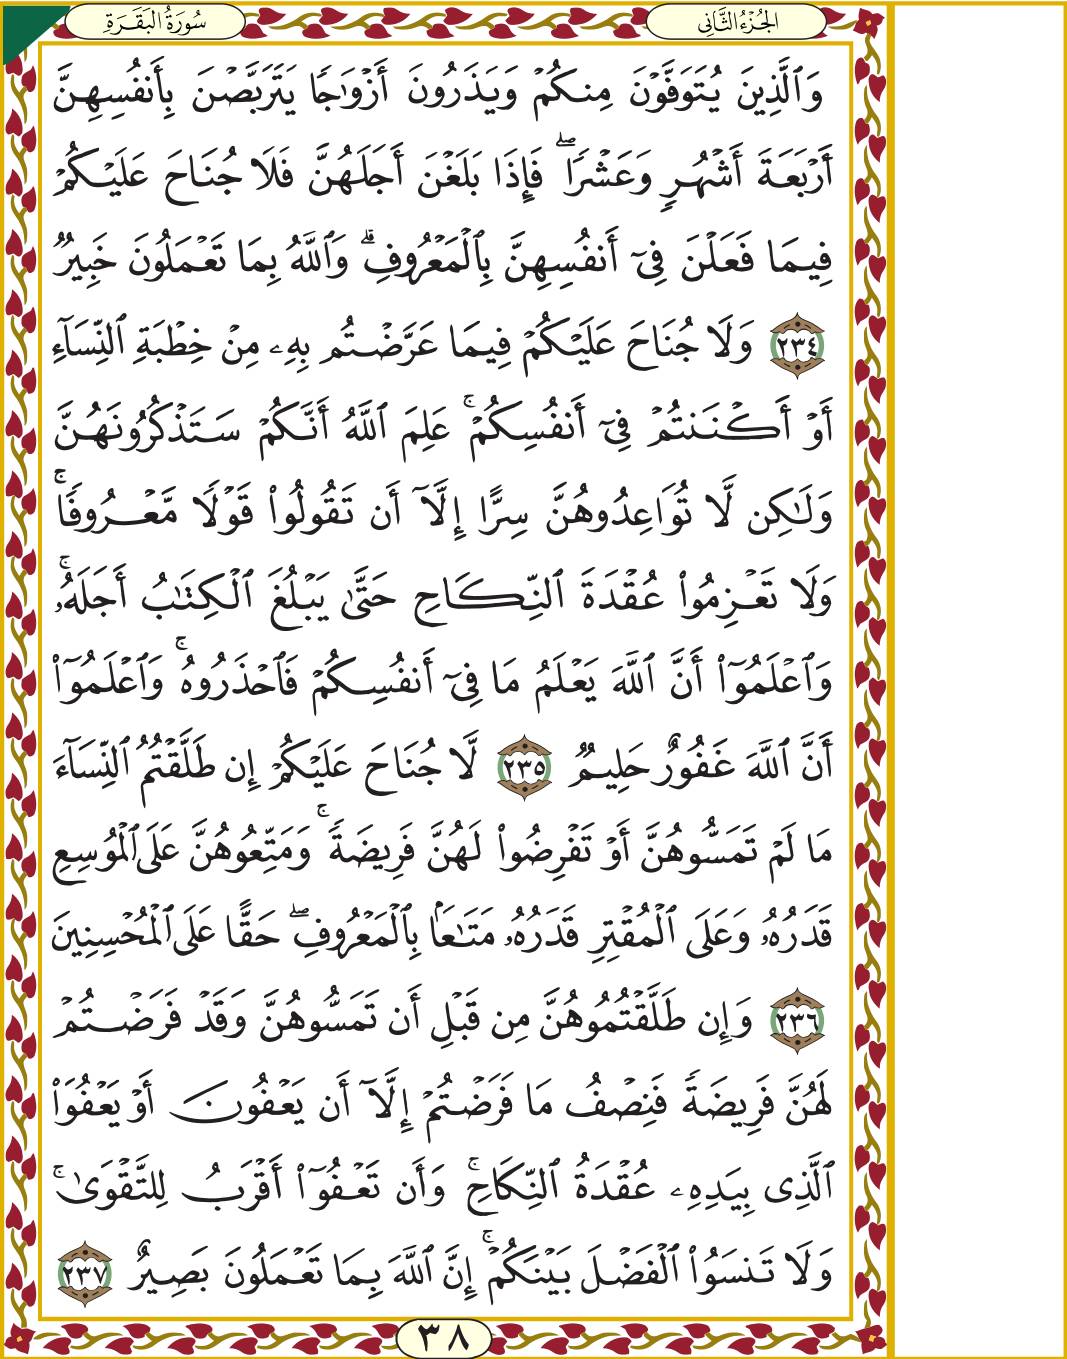 الجُزْءُ الثَّانِي
سُورَةُ البَقَرَةِ
وَٱلَّذِينَ يُتَوَفَّوۡنَ مِنكُمۡ وَيَذَرُونَ أَزۡوَٰجٗا يَتَرَبَّصۡنَ بِأَنفُسِهِنَّ
أَرۡبَعَةَ أَشۡهُرٖ وَعَشۡرٗاۖ فَإِذَا بَلَغۡنَ أَجَلَهُنَّ فَلَا جُنَاحَ عَلَيۡكُمۡ
فِيمَا فَعَلۡنَ فِيٓ أَنفُسِهِنَّ بِٱلۡمَعۡرُوفِۗ وَٱللَّهُ بِمَا تَعۡمَلُونَ خَبِيرٞ
٢٣٤ وَلَا جُنَاحَ عَلَيۡكُمۡ فِيمَا عَرَّضۡتُم بِهِۦ مِنۡ خِطۡبَةِ ٱلنِّسَآءِ
أَوۡ أَكۡنَنتُمۡ فِيٓ أَنفُسِكُمۡۚ عَلِمَ ٱللَّهُ أَنَّكُمۡ سَتَذۡكُرُونَهُنَّ
وَلَٰكِن لَّا تُوَاعِدُوهُنَّ سِرًّا إِلَّآ أَن تَقُولُواْ قَوۡلٗا مَّعۡرُوفٗاۚ
وَلَا تَعۡزِمُواْ عُقۡدَةَ ٱلنِّكَاحِ حَتَّىٰ يَبۡلُغَ ٱلۡكِتَٰبُ أَجَلَهُۥۚ
وَٱعۡلَمُوٓاْ أَنَّ ٱللَّهَ يَعۡلَمُ مَا فِيٓ أَنفُسِكُمۡ فَٱحۡذَرُوهُۚ وَٱعۡلَمُوٓاْ
أَنَّ ٱللَّهَ غَفُورٌ حَلِيمٞ ٢٣٥ لَّا جُنَاحَ عَلَيۡكُمۡ إِن طَلَّقۡتُمُ ٱلنِّسَآءَ
مَا لَمۡ تَمَسُّوهُنَّ أَوۡ تَفۡرِضُواْ لَهُنَّ فَرِيضَةٗۚ وَمَتِّعُوهُنَّ عَلَى ٱلۡمُوسِعِ
قَدَرُهُۥ وَعَلَى ٱلۡمُقۡتِرِ قَدَرُهُۥ مَتَٰعَۢا بِٱلۡمَعۡرُوفِۖ حَقًّا عَلَى ٱلۡمُحۡسِنِينَ
٢٣٦ وَإِن طَلَّقۡتُمُوهُنَّ مِن قَبۡلِ أَن تَمَسُّوهُنَّ وَقَدۡ فَرَضۡتُمۡ
لَهُنَّ فَرِيضَةٗ فَنِصۡفُ مَا فَرَضۡتُمۡ إِلَّآ أَن يَعۡفُونَ أَوۡ يَعۡفُوَاْ
ٱلَّذِي بِيَدِهِۦ عُقۡدَةُ ٱلنِّكَاحِۚ وَأَن تَعۡفُوٓاْ أَقۡرَبُ لِلتَّقۡوَىٰۚ
وَلَا تَنسَوُاْ ٱلۡفَضۡلَ بَيۡنَكُمۡۚ إِنَّ ٱللَّهَ بِمَا تَعۡمَلُونَ بَصِيرٌ ٢٣٧
٣٨